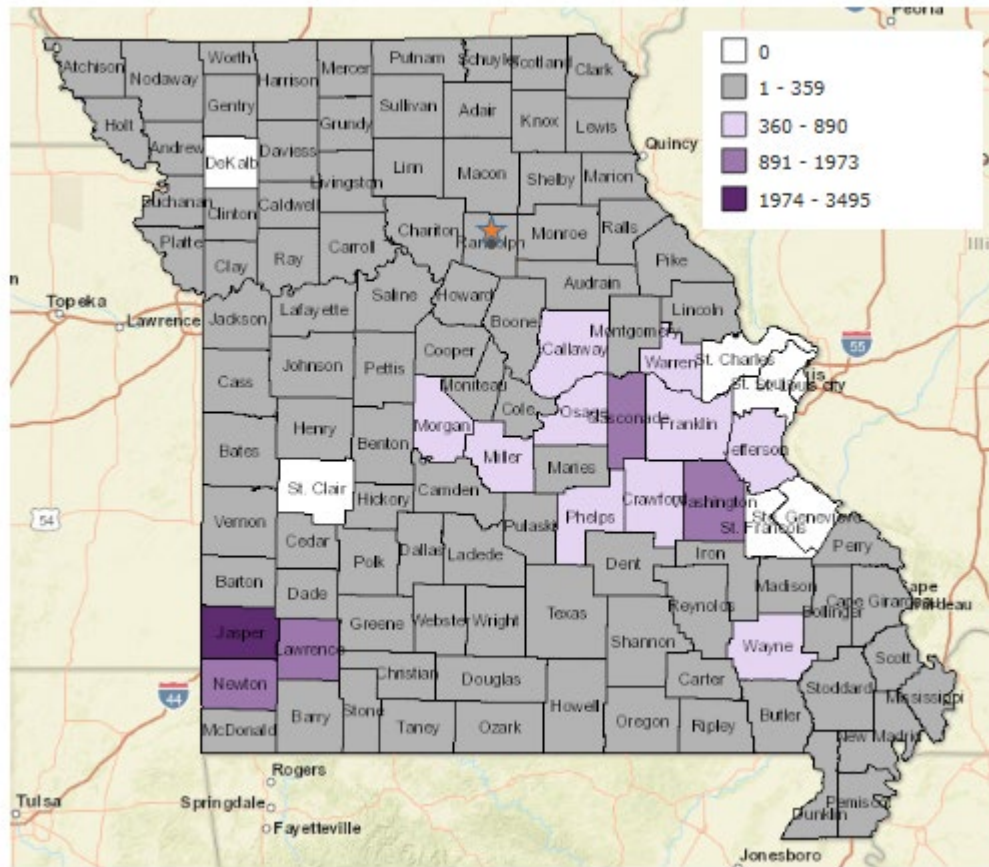 Peoria
0
1 - 359
360 - 890
891 - 1973
1974 - 3495
Atchison
Nodaway
Worth
Harrison
Mercer
Putnam
Schuyler
Scotland
Clark
Holt
Gentry
Sullivan
Adair
Knox
Lewis
Grundy
Andrew
DeKalb
Daviess
Quincy
Linn
Macon
Shelby
Marion
Livingston
Buchanan
Clinton
Caldwell
Platte
Clay
Ray
Carroll
Chariton
Randolph
Monroe
Ralls
Pike
Audrain
Topeka
Lawrence
Jackson
Lafayette
Saline
Howard
Boone
Lincoln
Montgomery
Callaway
Warren
St. Charles
55
Cooper
Johnson
Pettis
Cass
Moniteau
Cole
Osage
Gasconade
Franklin
Jefferson
Morgan
Miller
Henry
Benton
Bates
Maries
St. Clair
Hickory
Camden
Crawford
Washington
Phelps
Pulaski
St. Francois
54
Vernon
Cedar
Polk
Dallas
Laclede
Dent
Iron
Perry
Barton
Dade
Madison
Reynolds
Bollinger
Cape Girardeau
Texas
Jasper
Lawrence
Greene
Webster
Wright
Shannon
Wayne
Scott
Newton
Christian
Douglas
Carter
Stoddard
Mississippi
44
McDonald
Barry
Stone
Taney
Ozark
Howell
Oregon
Ripley
Butler
New Madrid
Rogers
Tulsa
Springdale
Fayetteville
Dunklin
Pemiscot
Jonesboro